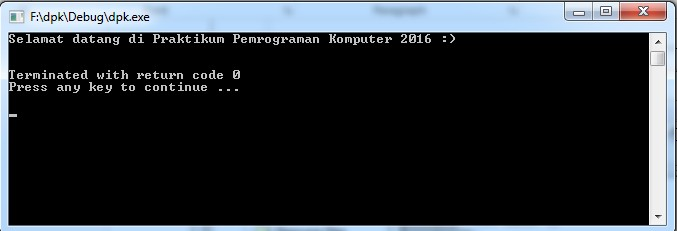 F:\dpk\Debug\dpk.exe
Selamat datang di Praktikum Pemrograman Komputer 2016 :)
Terminated with return code 0
Press any key to continue ...